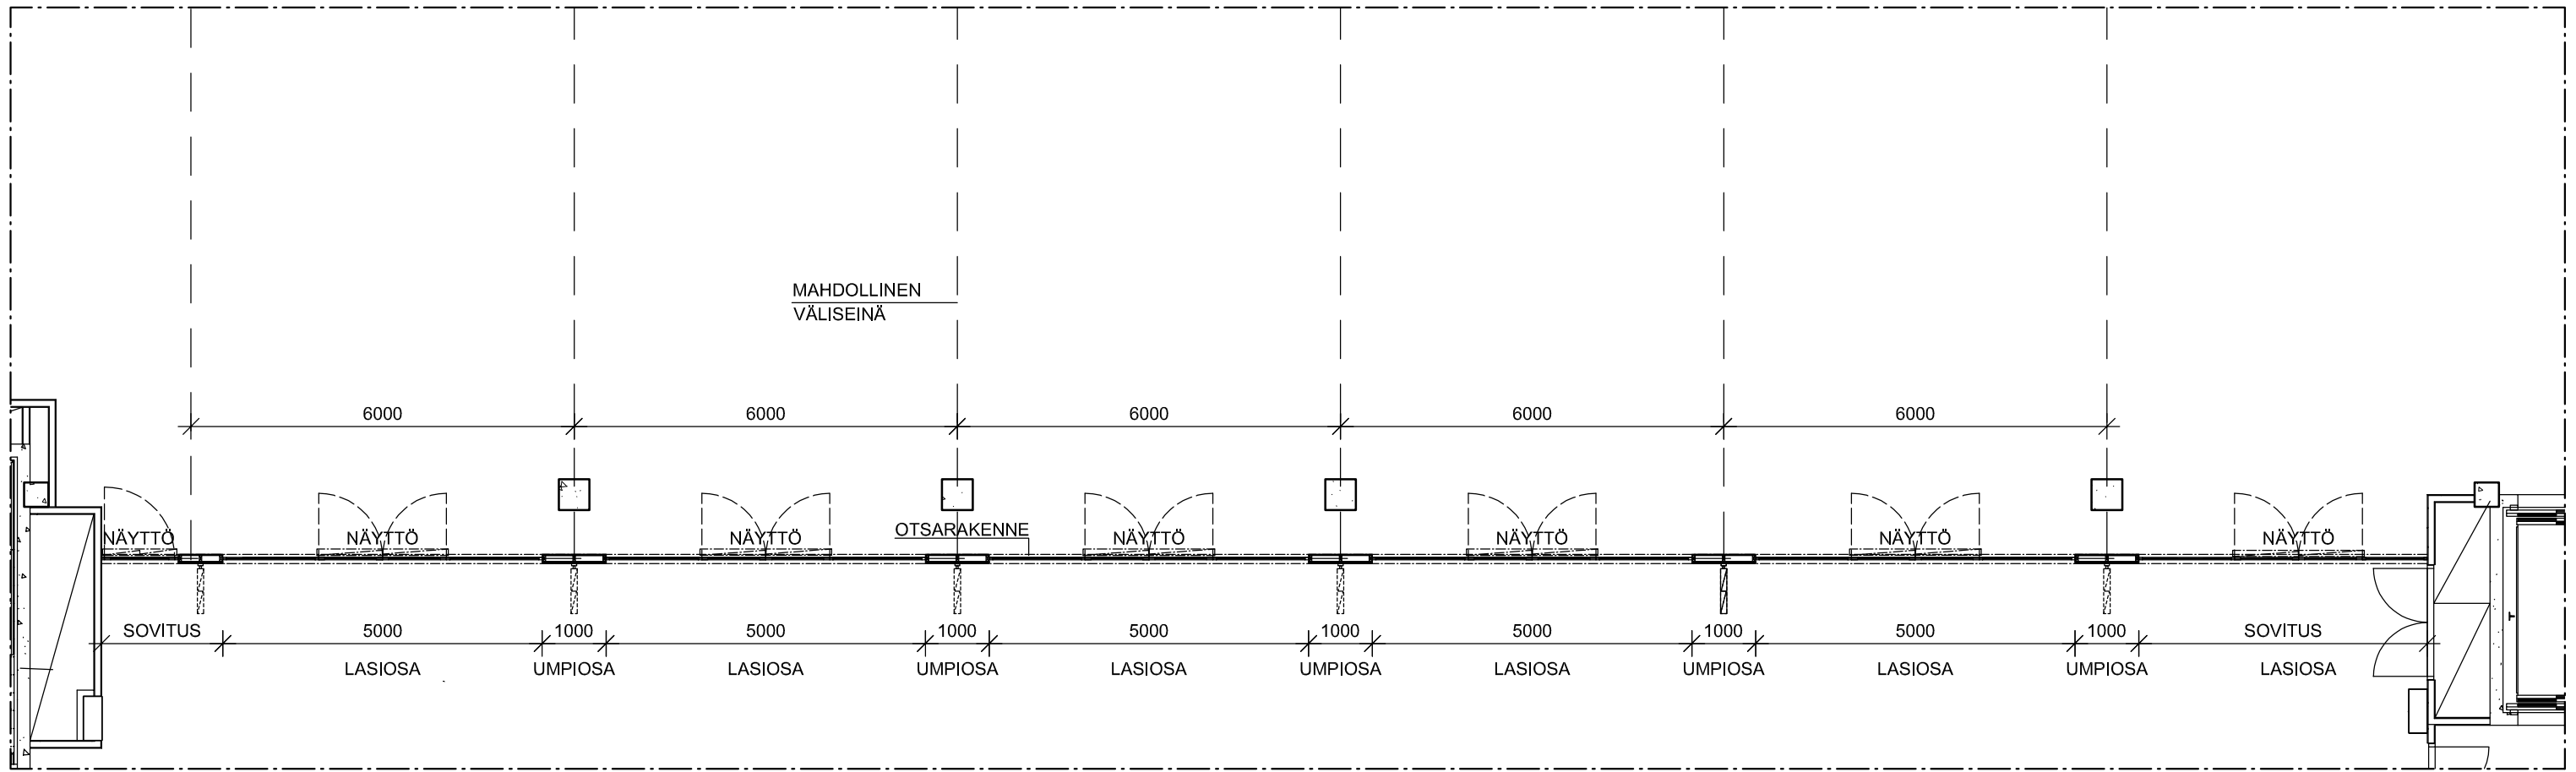 MAHDOLLINEN
VÄLISEINÄ
6000 6000 6000 6000 6000
OTSARAKENNE
NÄYTTÖ NÄYTTÖ NÄYTTÖ NÄYTTÖ NÄYTTÖ NÄYTTÖ NÄYTTÖ
SOVITUS 5000 1000 5000 1000 5000 1000 5000 1000 5000 1000 SOVITUS
LASIOSA UMPIOSA LASIOSA UMPIOSA LASIOSA UMPIOSA LASIOSA UMPIOSA LASIOSA UMPIOSA LASIOSA